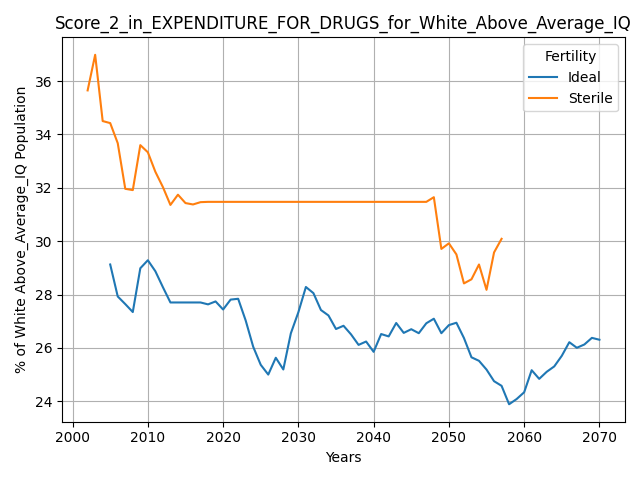 Score_2_in_EXPENDITURE_FOR_DRUGS_for_White_Above_Average_IQ
Fertility
Ideal
Sterile
% of White Above_Average_IQ Population
36
34
32
30
28
26
24
2000
2010
2020
2030
2040
2050
2060
2070
Years